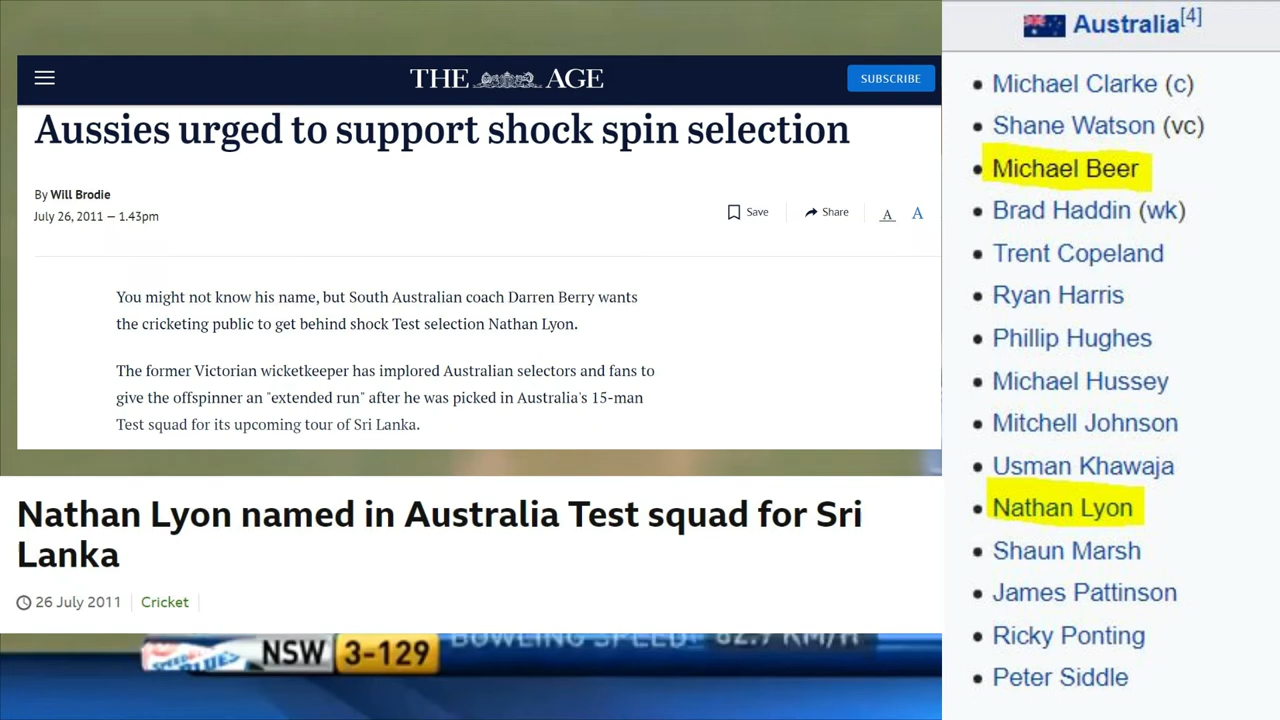 THE AGE
SUBSCRIBE
Aussies urged to support shock spin selection
By Will Brodie
July 26, 2011 — 1.43pm
Save
Share
A
A
You might not know his name, but South Australian coach Darren Berry wants
the cricketing public to get behind shock Test selection Nathan Lyon.
The former Victorian wicketkeeper has implored Australian selectors and fans to
give the offspinner an "extended run" after he was picked in Australia's 15-man
Test squad for its upcoming tour of Sri Lanka.
Nathan Lyon named in Australia Test squad for Sri
Lanka
26 July 2011
Cricket
BLUES
NSW
3-129
BOWLING SPEED: 82.7 KM/H
Australia[4]
• Michael Clarke (c)
• Shane Watson (vc)
• Michael Beer
• Brad Haddin (wk)
• Trent Copeland
• Ryan Harris
• Phillip Hughes
• Michael Hussey
• Mitchell Johnson
• Usman Khawaja
• Nathan Lyon
• Shaun Marsh
• James Pattinson
• Ricky Ponting
• Peter Siddle